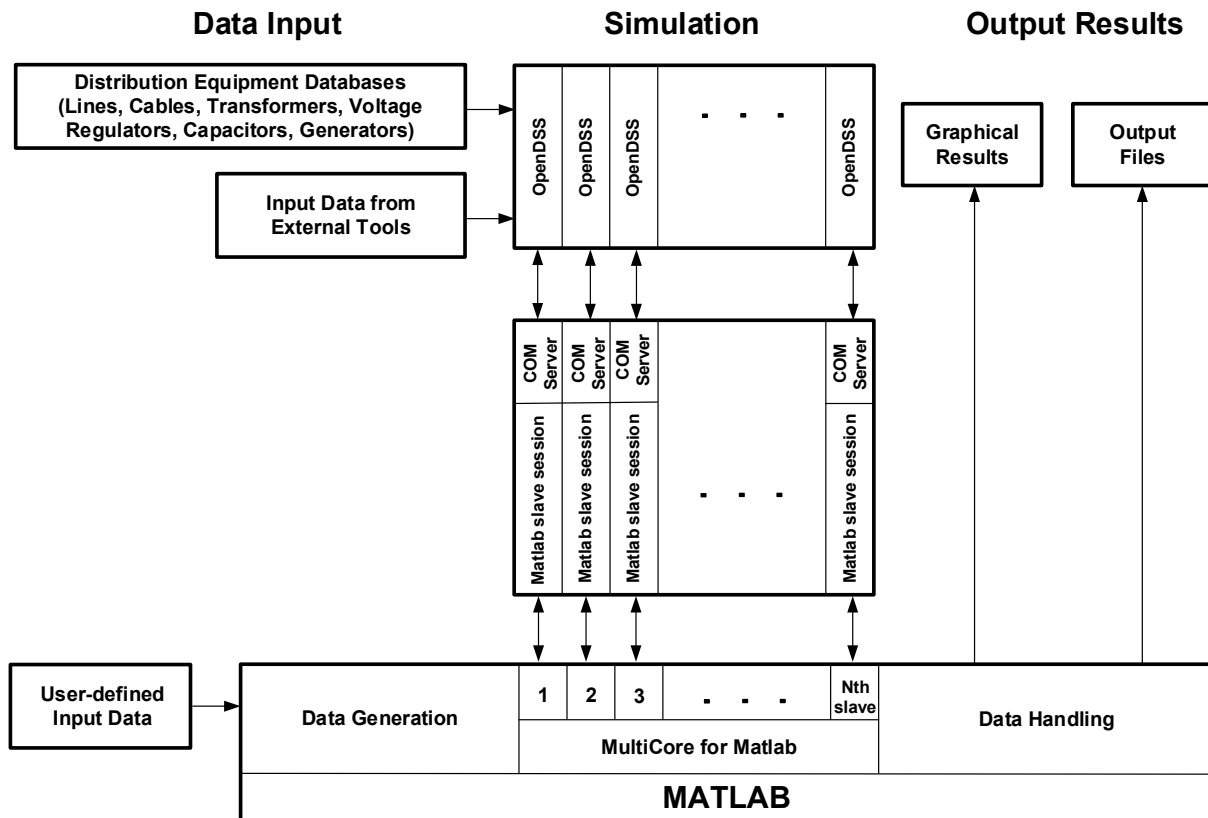 Data Input
Simulation
Output Results
Distribution Equipment Databases
(Lines, Cables, Transformers, Voltage
Regulators, Capacitors, Generators)
Input Data from
External Tools
OpenDSS
OpenDSS
OpenDSS
. . .
OpenDSS
Graphical
Results
Output
Files
COM
Server
COM
Server
COM
Server
COM
Server
Matlab slave session
Matlab slave session
Matlab slave session
. . .
Matlab slave session
User-defined
Input Data
Data Generation
1
2
3
. . .
Nth
slave
MultiCore for Matlab
Data Handling
MATLAB